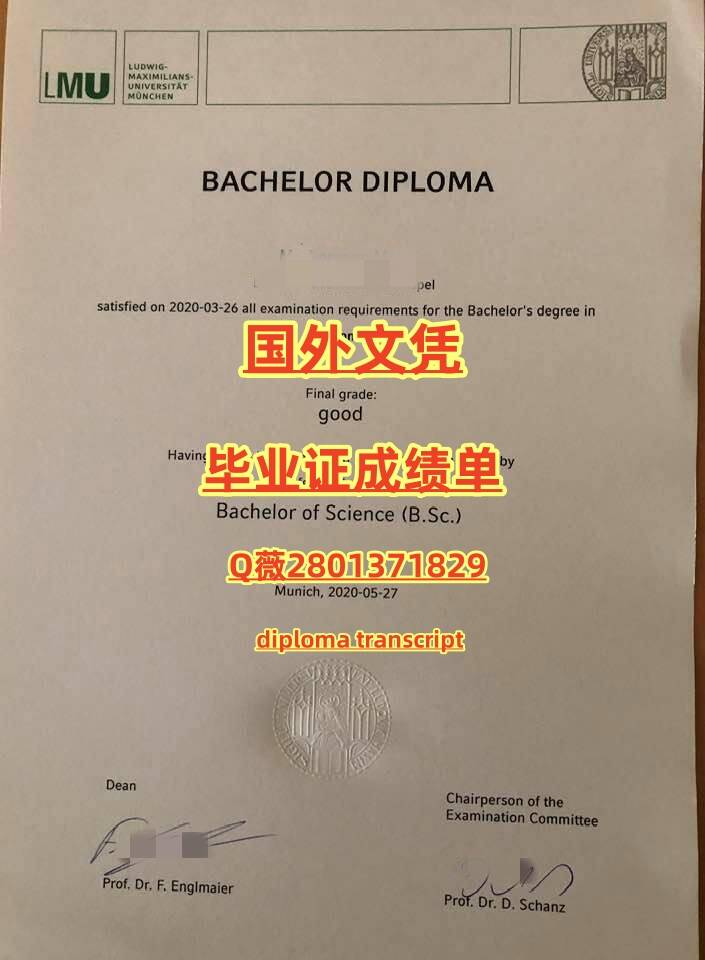 LMU
LUDWIG-
MAXIMILIANS-
UNIVERSITÄT
MÜNCHEN
BACHELOR DIPLOMA
pel
satisfied on 2020-03-26 all examination requirements for the Bachelor's degree in
国外文凭
Final grade:
good
Having by
毕业证成绩单
Bachelor of Science (B.Sc.)
Q薇2801371829
Munich, 2020-05-27
diploma transcript
Dean
Chairperson of the
Examination Committee
Prof. Dr. F. Englmaier
Prof. Dr. D. Schanz